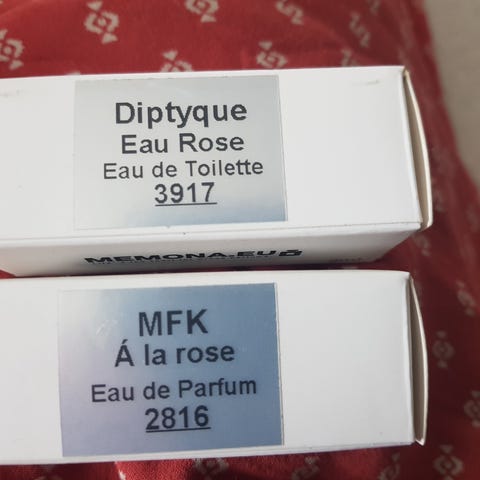 Diptyque
Eau Rose
Eau de Toilette
3917
MEMONA.EU
MFK
Á la rose
Eau de Parfum
2816